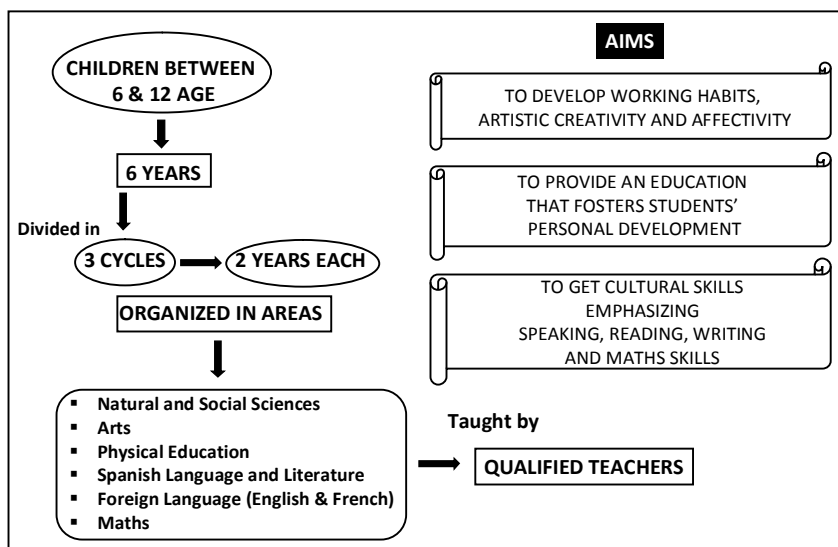 CHILDREN BETWEEN
6 & 12 AGE
6 YEARS
Divided in
3 CYCLES
2 YEARS EACH
ORGANIZED IN AREAS
▪ Natural and Social Sciences
▪ Arts
▪ Physical Education
▪ Spanish Language and Literature
▪ Foreign Language (English & French)
▪ Maths
Taught by
QUALIFIED TEACHERS
AIMS
TO DEVELOP WORKING HABITS,
ARTISTIC CREATIVITY AND AFFECTIVITY
TO PROVIDE AN EDUCATION
THAT FOSTERS STUDENTS’
PERSONAL DEVELOPMENT
TO GET CULTURAL SKILLS
EMPHASIZING
SPEAKING, READING, WRITING
AND MATHS SKILLS